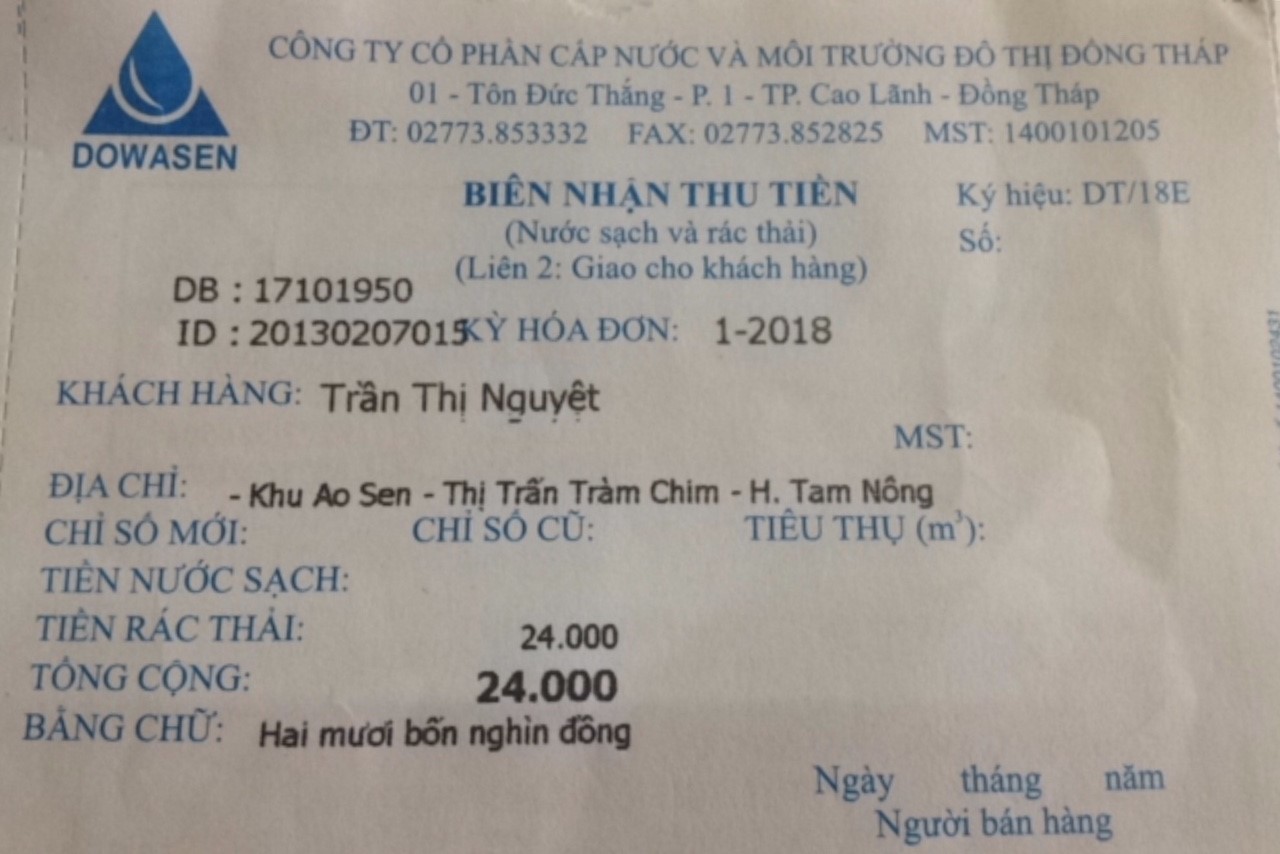 CÔNG TY CỔ PHẦN CẤP NƯỚC VÀ MÔI TRƯỜNG ĐÔ THỊ ĐỒNG THÁP
01 - Tôn Đức Thắng - P. 1 - TP. Cao Lãnh - Đồng Tháp
ĐT: 02773.853332 FAX: 02773.852825 MST: 1400101205
DOWASEN
BIÊN NHẬN THU TIỀN Ký hiệu: DT/18E
(Nước sạch và rác thải) Số:
(Liên 2: Giao cho khách hàng)
DB : 17101950
ID : 20130207015 KỲ HÓA ĐƠN: 1-2018
KHÁCH HÀNG: Trần Thị Nguyệt
MST:
ĐỊA CHỈ: - Khu Ao Sen - Thị Trấn Tràm Chim - H. Tam Nông
CHỈ SỐ MỚI: CHỈ SỐ CŨ: TIÊU THỤ (m³):
TIỀN NƯỚC SẠCH:
TIỀN RÁC THẢI: 24.000
TỔNG CỘNG: 24.000
BẰNG CHỮ: Hai mươi bốn nghìn đồng
Ngày tháng năm
Người bán hàng